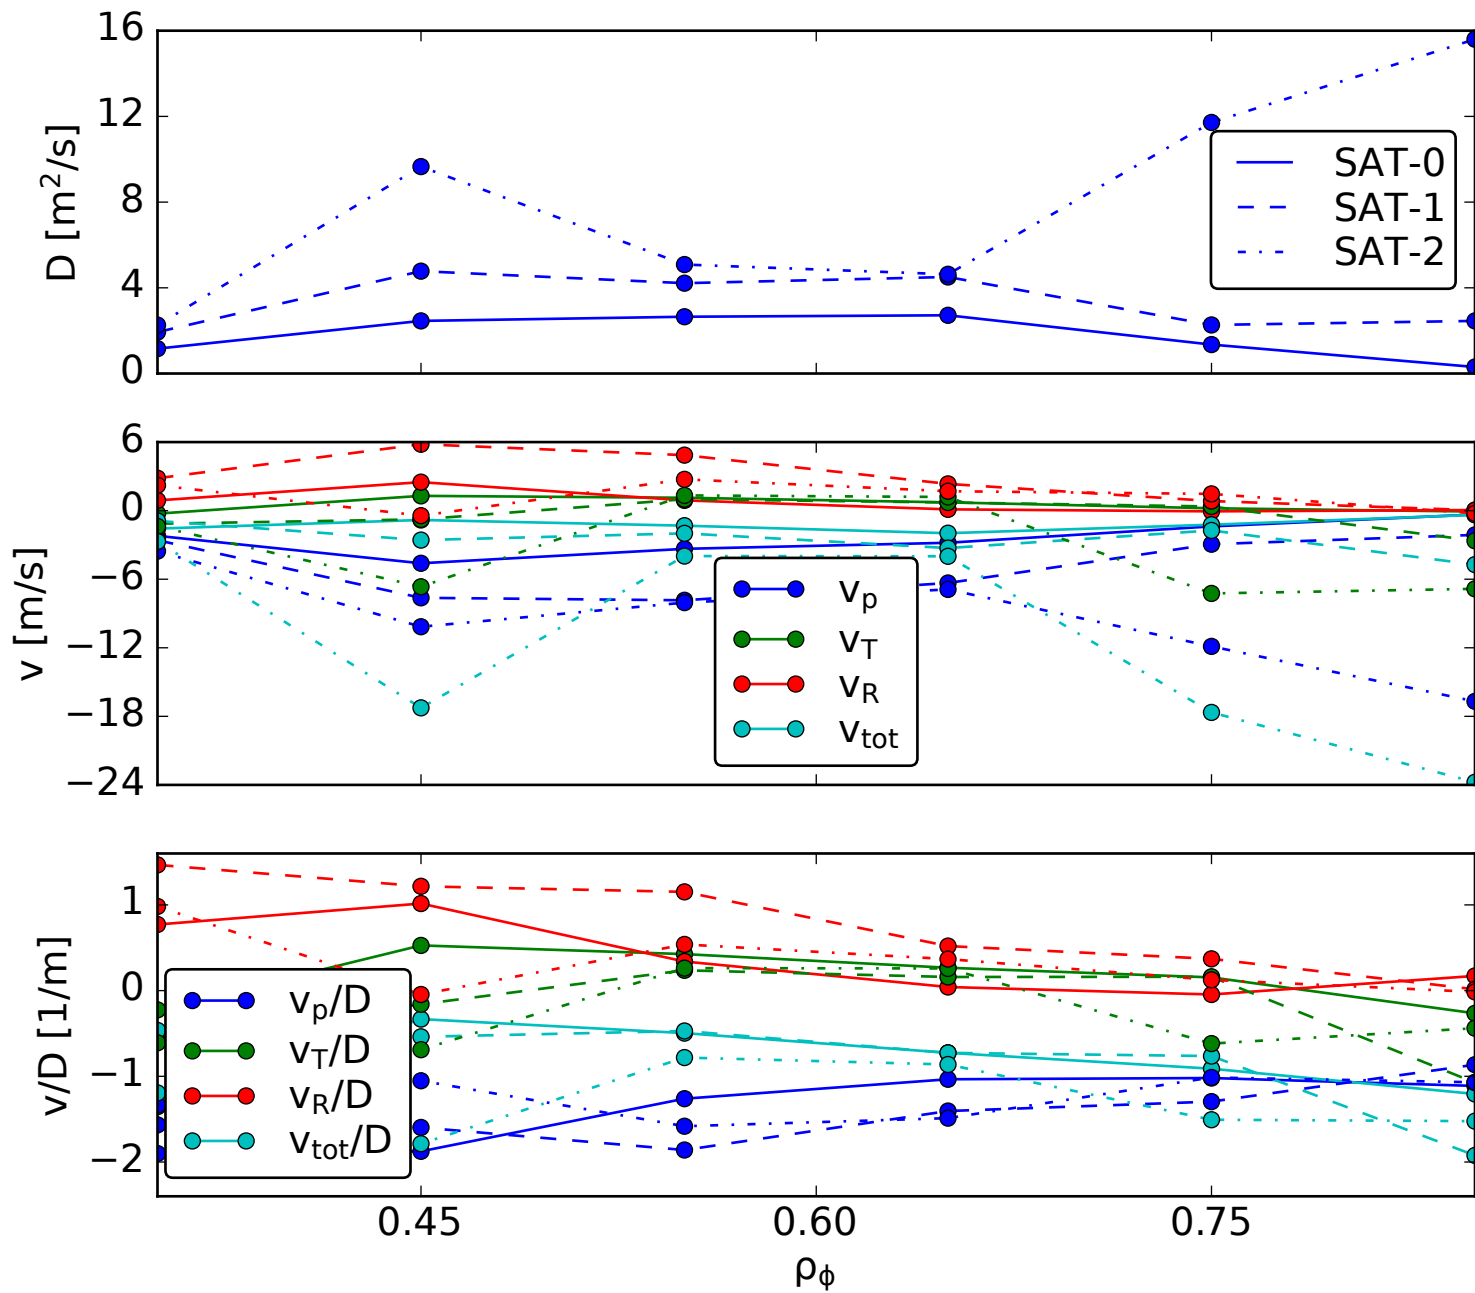 16
12
8
4
0
D [m²/s]
SAT-0
SAT-1
SAT-2
6
0
−6
−12
−18
−24
v [m/s]
v_p
v_T
v_R
v_tot
1
0
−1
−2
v/D [1/m]
v_p/D
v_T/D
v_R/D
v_tot/D
0.45 0.60 0.75
ρ_ϕ